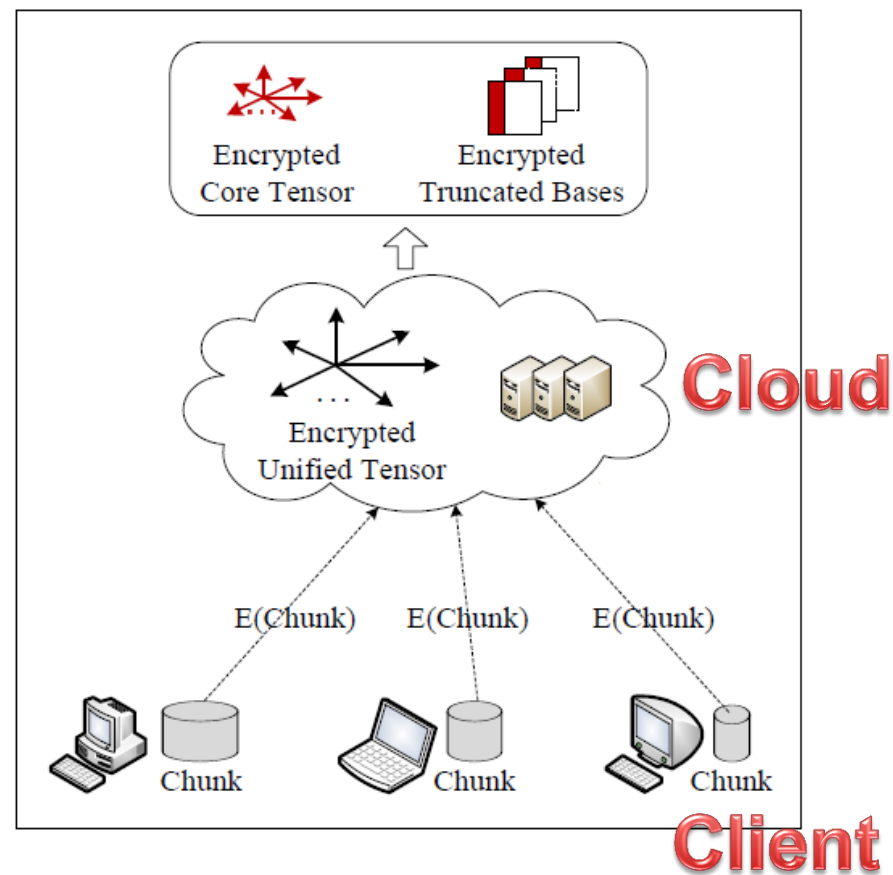 Encrypted
Core Tensor
Encrypted
Truncated Bases
. . .
Encrypted
Unified Tensor
Cloud
E(Chunk)
E(Chunk)
E(Chunk)
Chunk
Chunk
Chunk
Client